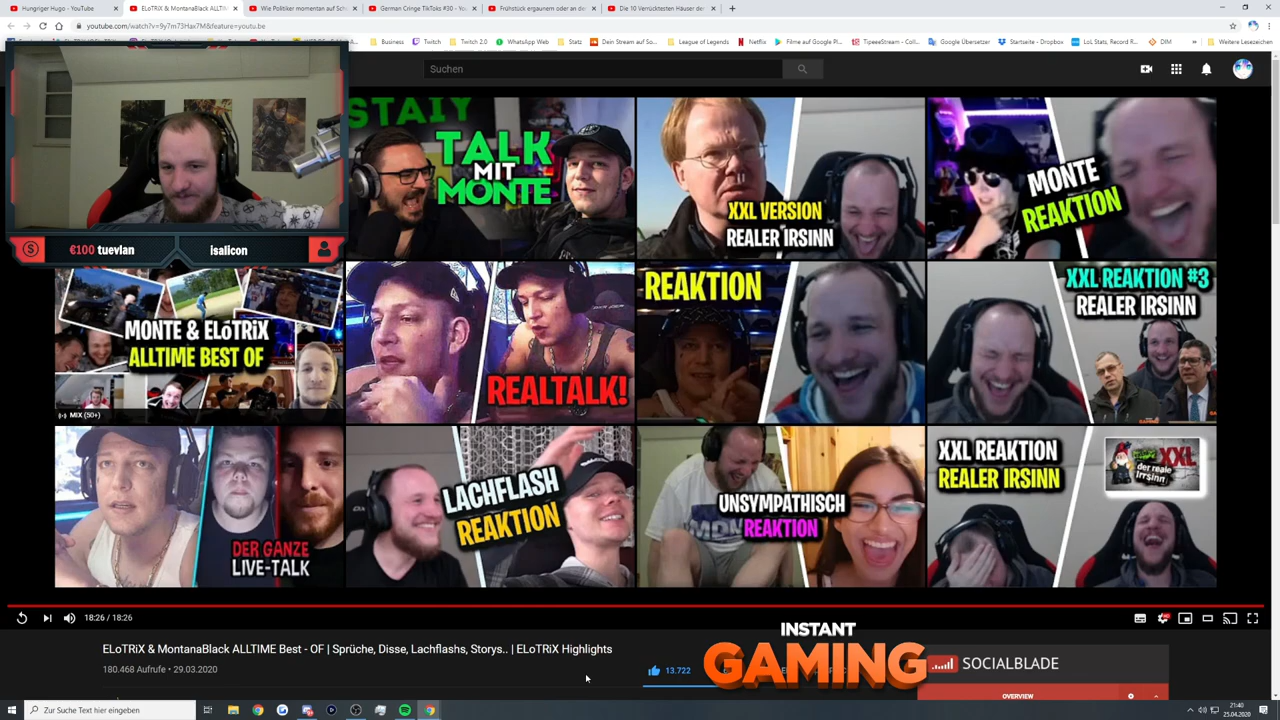 Hungriger Hugo - YouTube
ELoTRiX & MontanaBlack ALLTI
Wie Politiker momentan auf Sch
German Cringe TikToks #30 - Yo
Frühstück ergaunern oder an de
Die 10 verrücktesten Häuser de
youtube.com/watch?v=9y7m73Hax7M&feature=youtu.be
Business
Twitch
Twitch 2.0
WhatsApp Web
Statz
Dein Stream auf So...
League of Legends
Netflix
Filme auf Google Pl...
TipeeeStream - Coll...
Google Übersetzer
Startseite - Dropbox
LoL Stats, Record R...
DIM
Weitere Lesezeichen
Suchen
STAIY
TALK
MIT
MONTE
XXL VERSION
REALER IRSINN
MONTE
REAKTION
€100 tuevlan
isalicon
MONTE & ELoTRiX
ALLTIME BEST OF
MIX (50+)
REALTALK!
REAKTION
XXL REAKTION #3
REALER IRSINN
DER GANZE
LIVE-TALK
LACHFLASH
REAKTION
UNSYMPATHISCH
REAKTION
XXL REAKTION
REALER IRSINN
XXL
der reale
Irrsinn
18:26 / 18:26
ELoTRiX & MontanaBlack ALLTIME Best - OF | Sprüche, Disse, Lachflashs, Storys.. | ELoTRiX Highlights
180.468 Aufrufe • 29.03.2020
13.722
INSTANT
GAMING
SOCIALBLADE
OVERVIEW
Zur Suche Text hier eingeben
21:40
25.04.2020